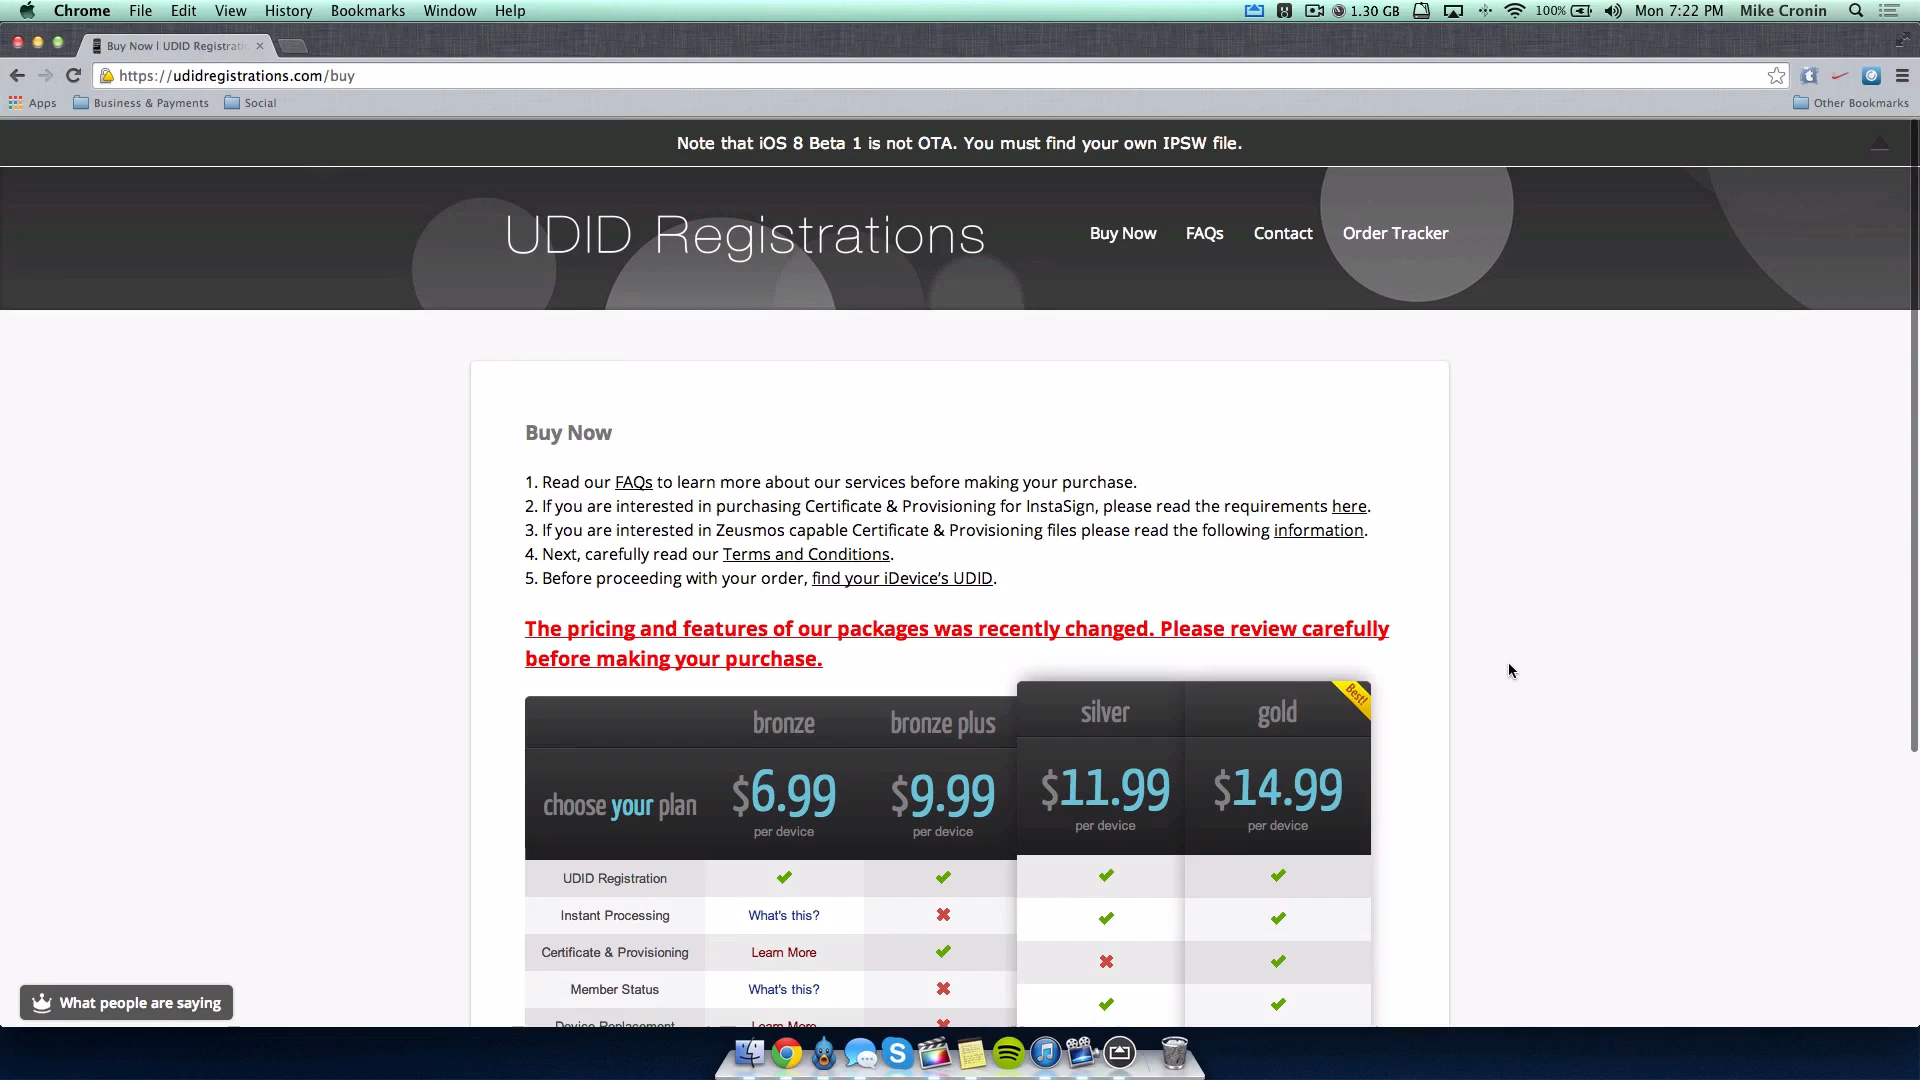 Chrome File Edit View History Bookmarks Window Help 1.30 GB 100% Mon 7:22 PM Mike Cronin
Buy Now | UDID Registrati
https://udidregistrations.com/buy
Apps Business & Payments Social Other Bookmarks
Note that iOS 8 Beta 1 is not OTA. You must find your own IPSW file.
UDID Registrations
Buy Now FAQs Contact Order Tracker
Buy Now
1. Read our FAQs to learn more about our services before making your purchase.
2. If you are interested in purchasing Certificate & Provisioning for InstaSign, please read the requirements here.
3. If you are interested in Zeusmos capable Certificate & Provisioning files please read the following information.
4. Next, carefully read our Terms and Conditions.
5. Before proceeding with your order, find your iDevice's UDID.
The pricing and features of our packages was recently changed. Please review carefully
before making your purchase.
bronze bronze plus silver gold Best!
choose your plan $6.99 $9.99 $11.99 $14.99
per device per device per device per device
UDID Registration
Instant Processing What's this?
Certificate & Provisioning Learn More
Member Status What's this?
Device Replacement Learn More
What people are saying